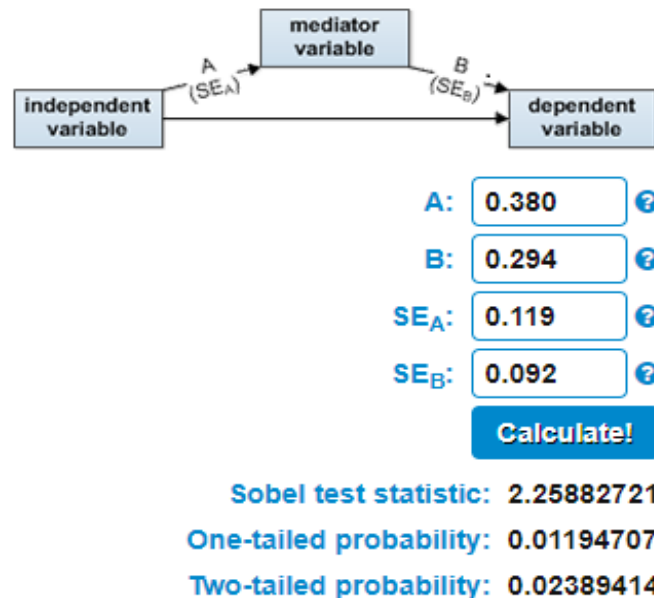 mediator
variable
A
(SEA)
B
(SEB)
independent
variable
dependent
variable
A: 0.380 ?
B: 0.294 ?
SEA: 0.119 ?
SEB: 0.092 ?
Calculate!
Sobel test statistic: 2.25882721
One-tailed probability: 0.01194707
Two-tailed probability: 0.02389414